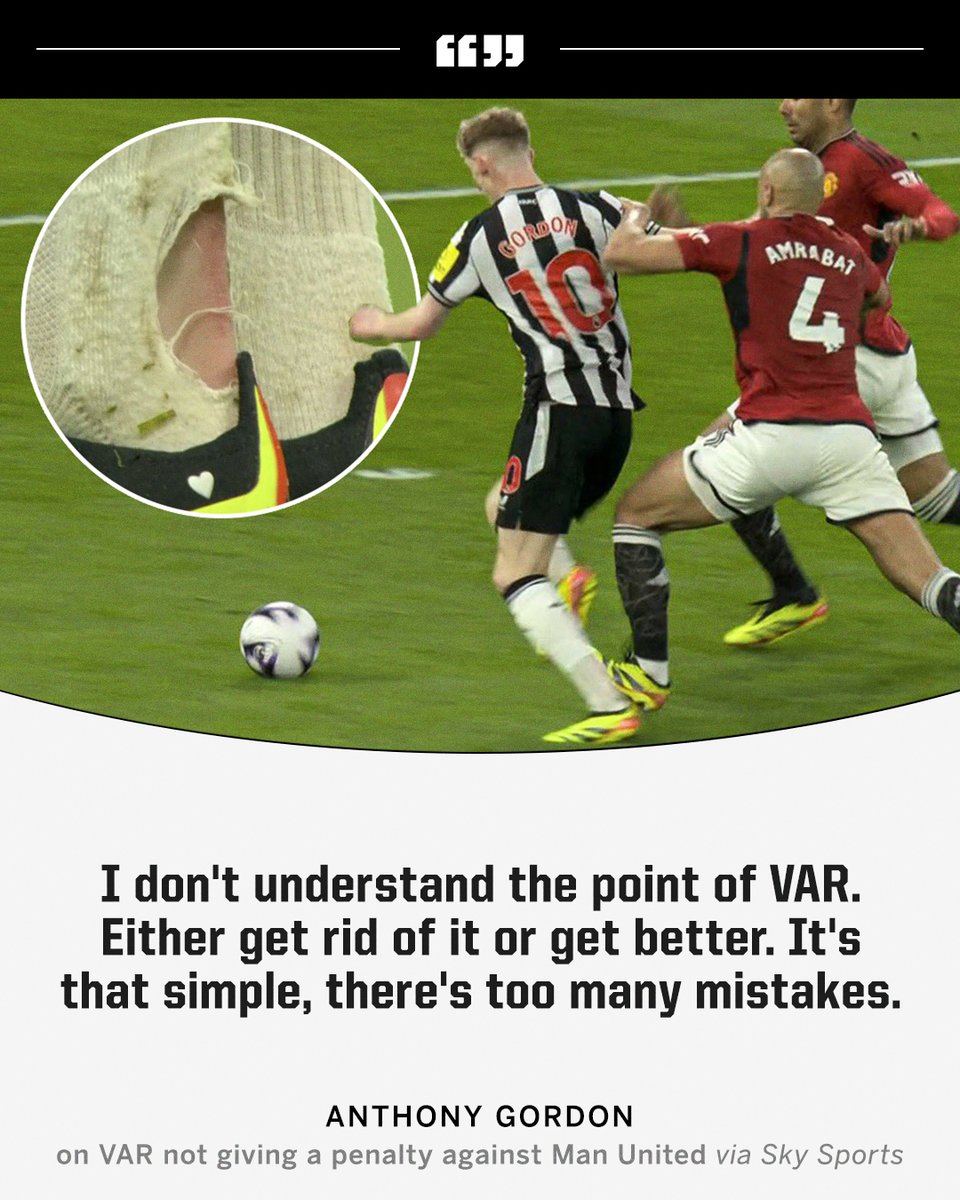 GORDON
10
AMRABAT
4
I don't understand the point of VAR.
Either get rid of it or get better. It's
that simple, there's too many mistakes.
ANTHONY GORDON
on VAR not giving a penalty against Man United via Sky Sports